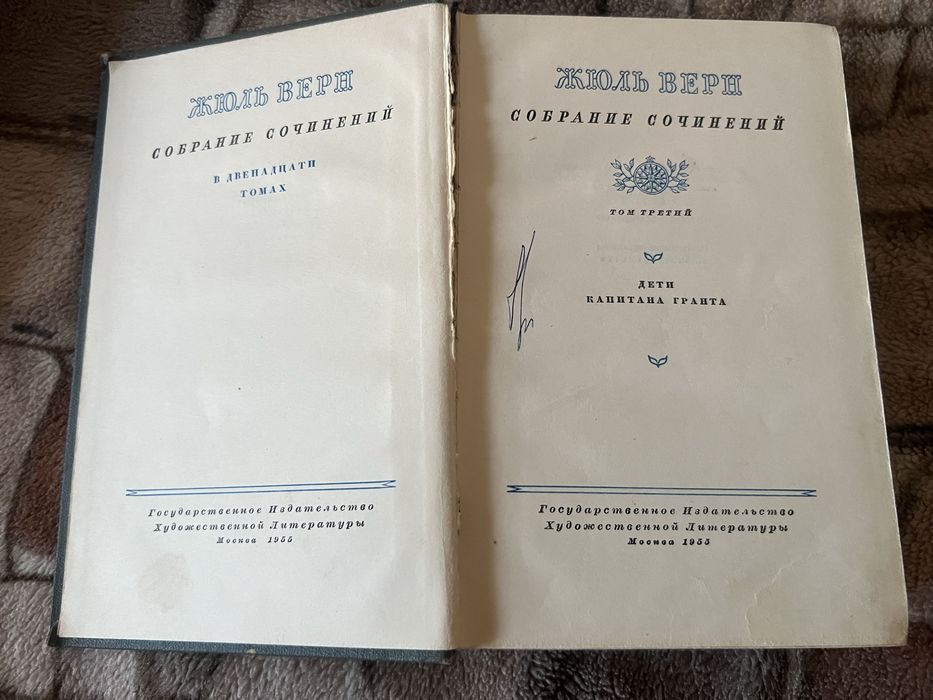 ЖЮЛЬ ВЕРН
СОБРАНИЕ СОЧИНЕНИЙ
В ДВЕНАДЦАТИ
ТОМАХ
Государственное Издательство
Художественной Литературы
Москва 1955
ЖЮЛЬ ВЕРН
СОБРАНИЕ СОЧИНЕНИЙ
ТОМ ТРЕТИЙ
ДЕТИ
КАПИТАНА ГРАНТА
Государственное Издательство
Художественной Литературы
Москва 1955